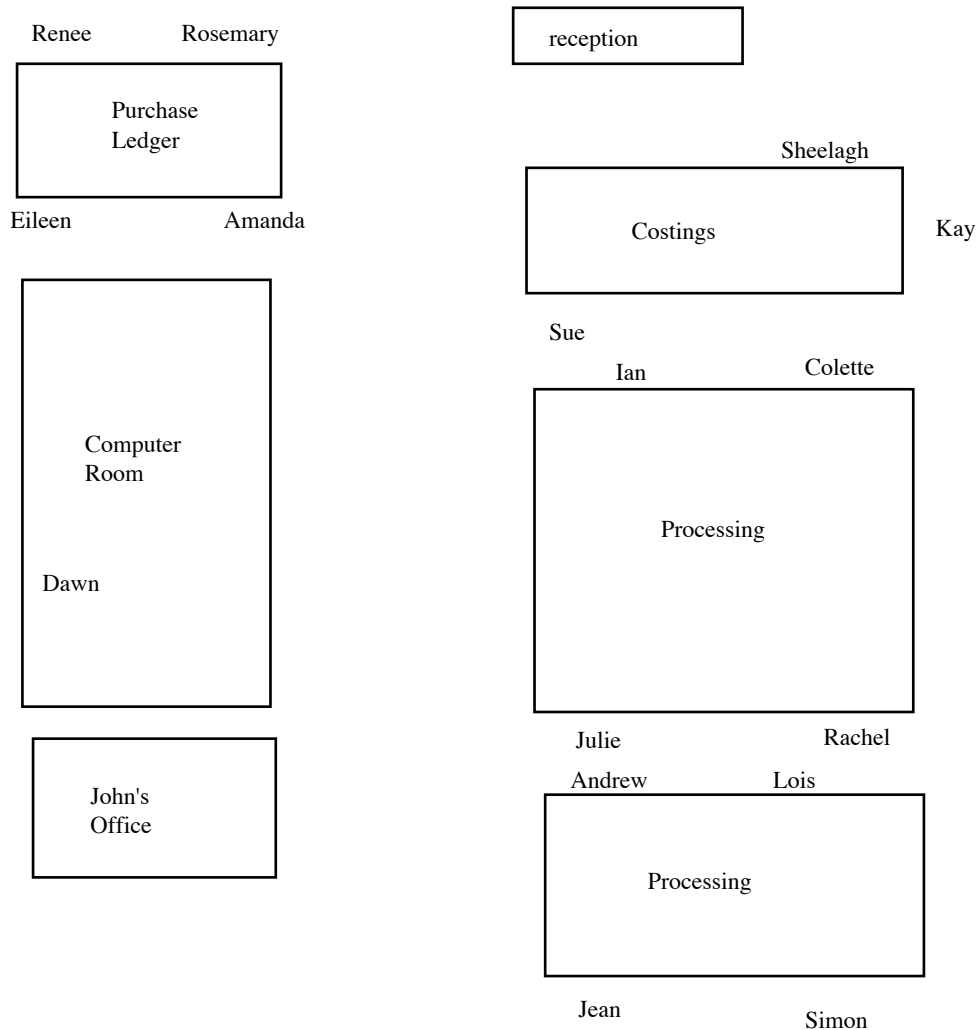 Renee
Rosemary
Purchase
Ledger
Eileen
Amanda
Computer
Room
Dawn
John's
Office
reception
Sheelagh
Costings
Kay
Sue
Ian
Colette
Processing
Julie
Rachel
Andrew
Lois
Processing
Jean
Simon